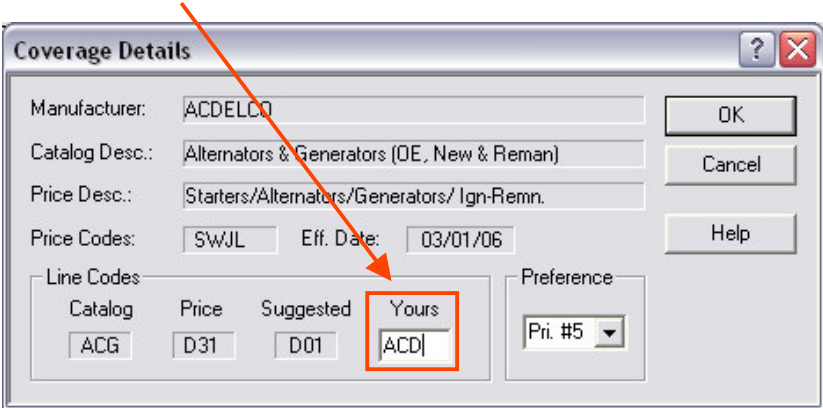 Coverage Details
Manufacturer: ACDELCO
OK
Catalog Desc.: Alternators & Generators (OE, New & Reman)
Cancel
Price Desc.: Starters/Alternators/Generators/ Ign-Remn.
Price Codes: SWJL Eff. Date: 03/01/06
Help
Line Codes
Preference
Catalog Price Suggested Yours
Pri. #5
ACG D31 D01 ACD